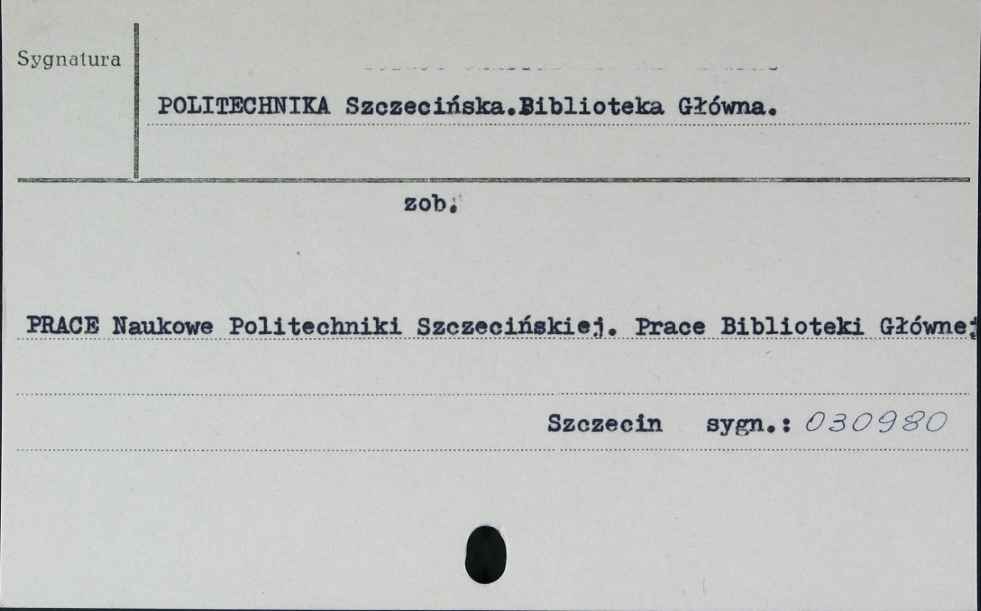 Sygnatura
POLITECHNIKA Szczecińska.Biblioteka Główna.
zob.
PRACE Naukowe Politechniki Szczecińskiej. Prace Biblioteki Głównej
Szczecin sygn.: 030980